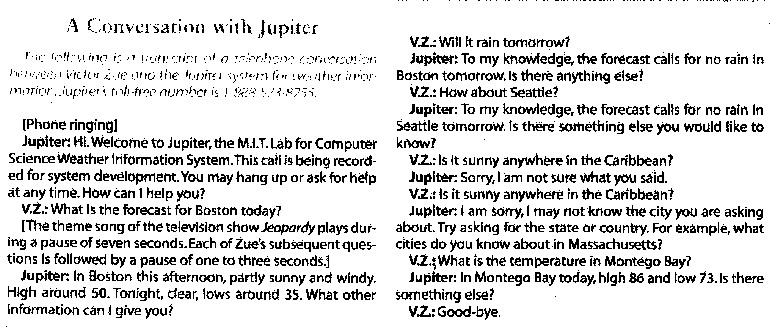 A Conversation with Jupiter
The following is a transcript of a telephone conversation
between Victor Zue and the Jupiter system for weather infor-
mation. Jupiter's toll-free number is 1-888-573-8255.
[Phone ringing]
Jupiter: Hi. Welcome to Jupiter, the M.I.T. Lab for Computer
Science Weather Information System. This call is being record-
ed for system development. You may hang up or ask for help
at any time. How can I help you?
V.Z.: What is the forecast for Boston today?
[The theme song of the television show Jeopardy plays dur-
ing a pause of seven seconds. Each of Zue's subsequent ques-
tions is followed by a pause of one to three seconds.]
Jupiter: In Boston this afternoon, partly sunny and windy.
High around 50. Tonight, clear, lows around 35. What other
information can I give you?
V.Z.: Will it rain tomorrow?
Jupiter: To my knowledge, the forecast calls for no rain in
Boston tomorrow. Is there anything else?
V.Z.: How about Seattle?
Jupiter: To my knowledge, the forecast calls for no rain in
Seattle tomorrow. Is there something else you would like to
know?
V.Z.: Is it sunny anywhere in the Caribbean?
Jupiter: Sorry, I am not sure what you said.
V.Z.: Is it sunny anywhere in the Caribbean?
Jupiter: I am sorry, I may not know the city you are asking
about. Try asking for the state or country. For example, what
cities do you know about in Massachusetts?
V.Z.: What is the temperature in Montego Bay?
Jupiter: In Montego Bay today, high 86 and low 73. Is there
something else?
V.Z.: Good-bye.